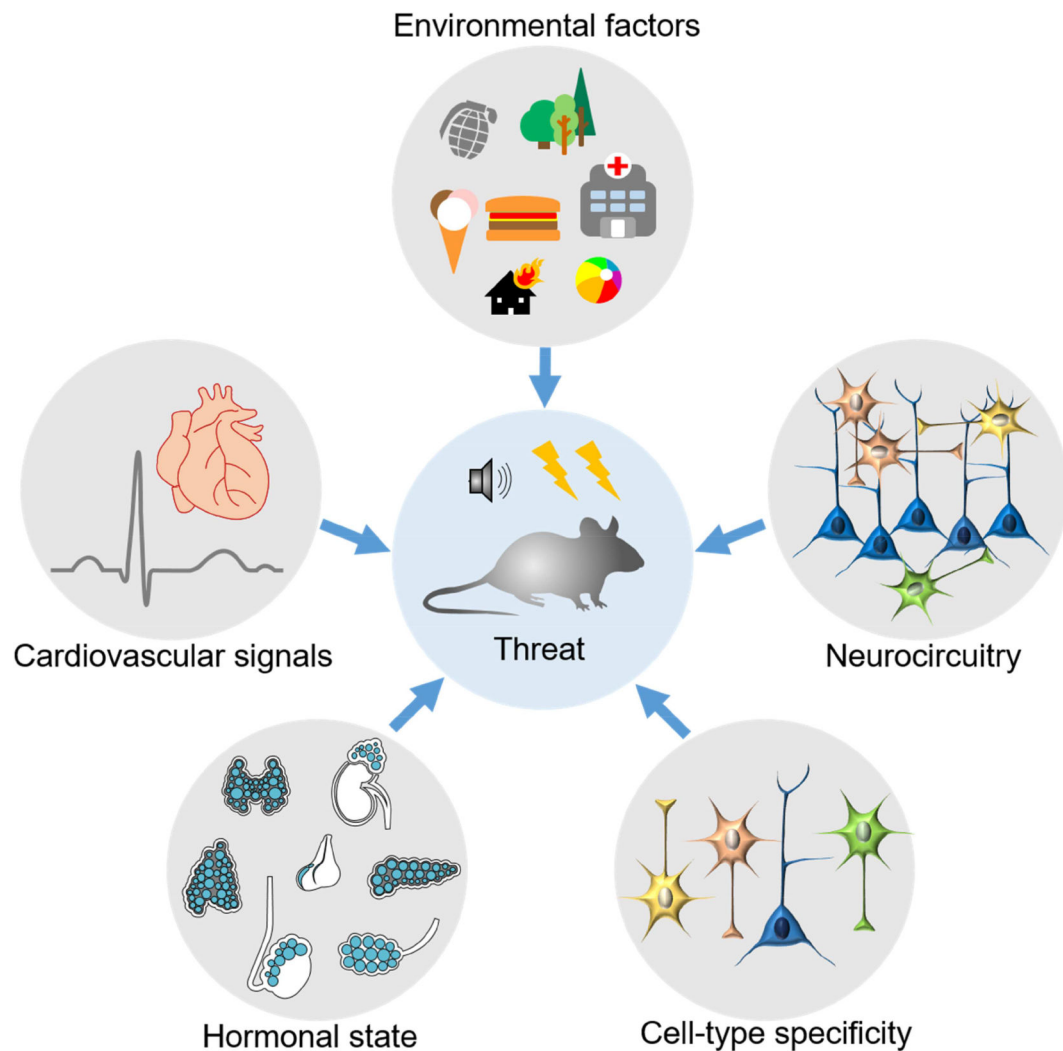 Environmental factors
Cardiovascular signals
Threat
Neurocircuitry
Hormonal state
Cell-type specificity